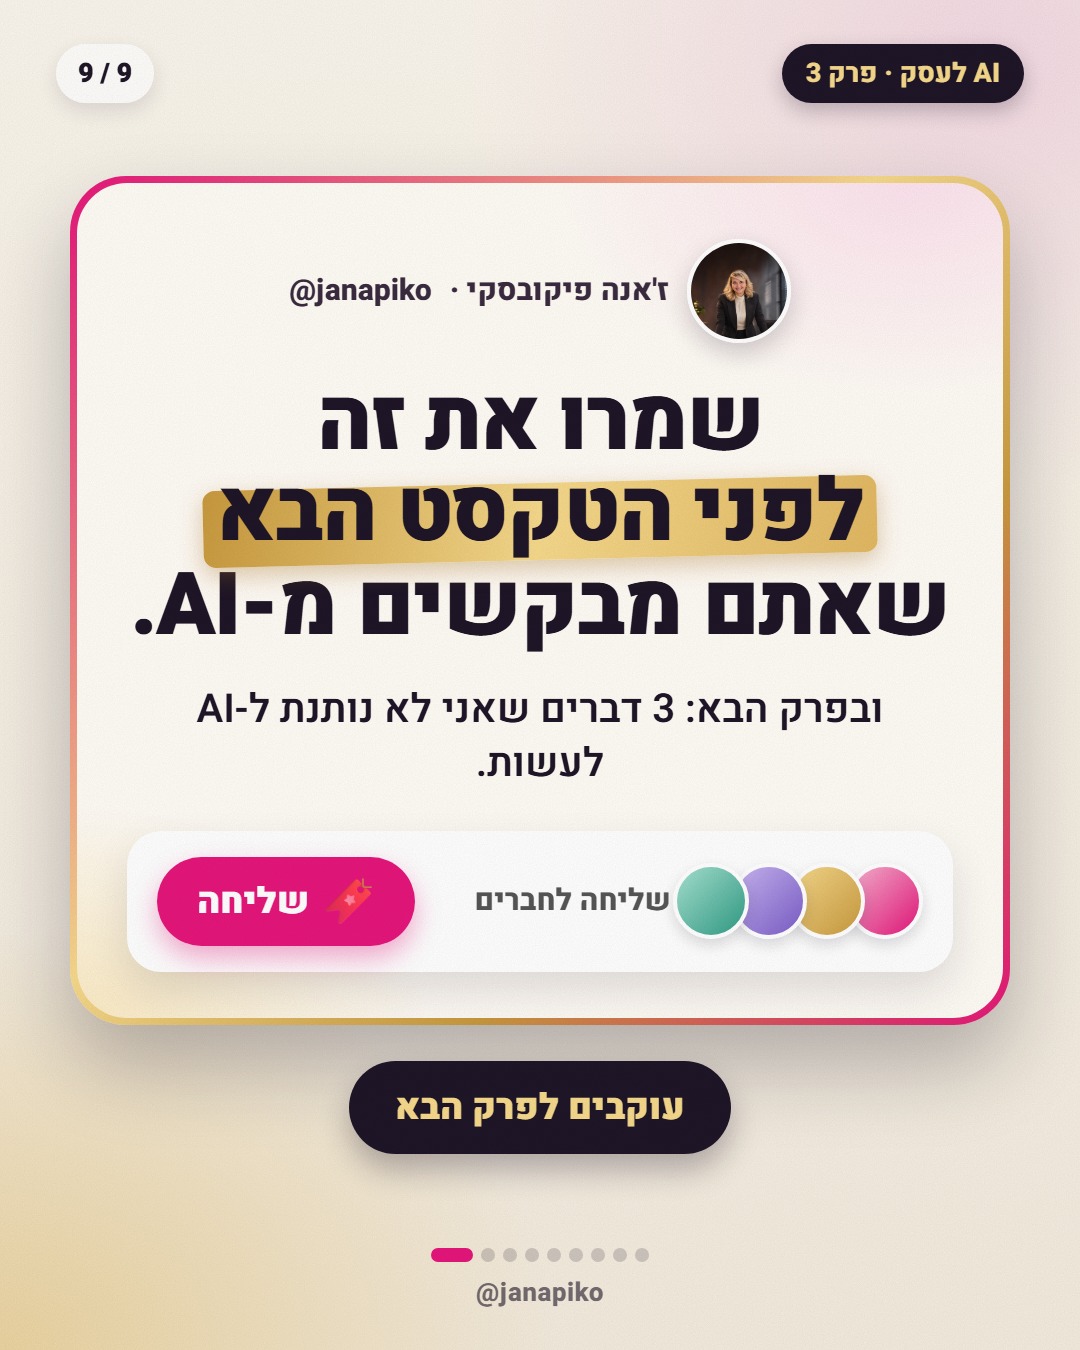 AI לעסק · פרק 3
9 / 9
ז'אנה פיקובסקי · @janapiko
שמרו את זה
לפני הטקסט הבא
שאתם מבקשים מ-AI.
ובפרק הבא: 3 דברים שאני לא נותנת ל-AI
לעשות.
שליחה לחברים
שליחה
עוקבים לפרק הבא
@janapiko